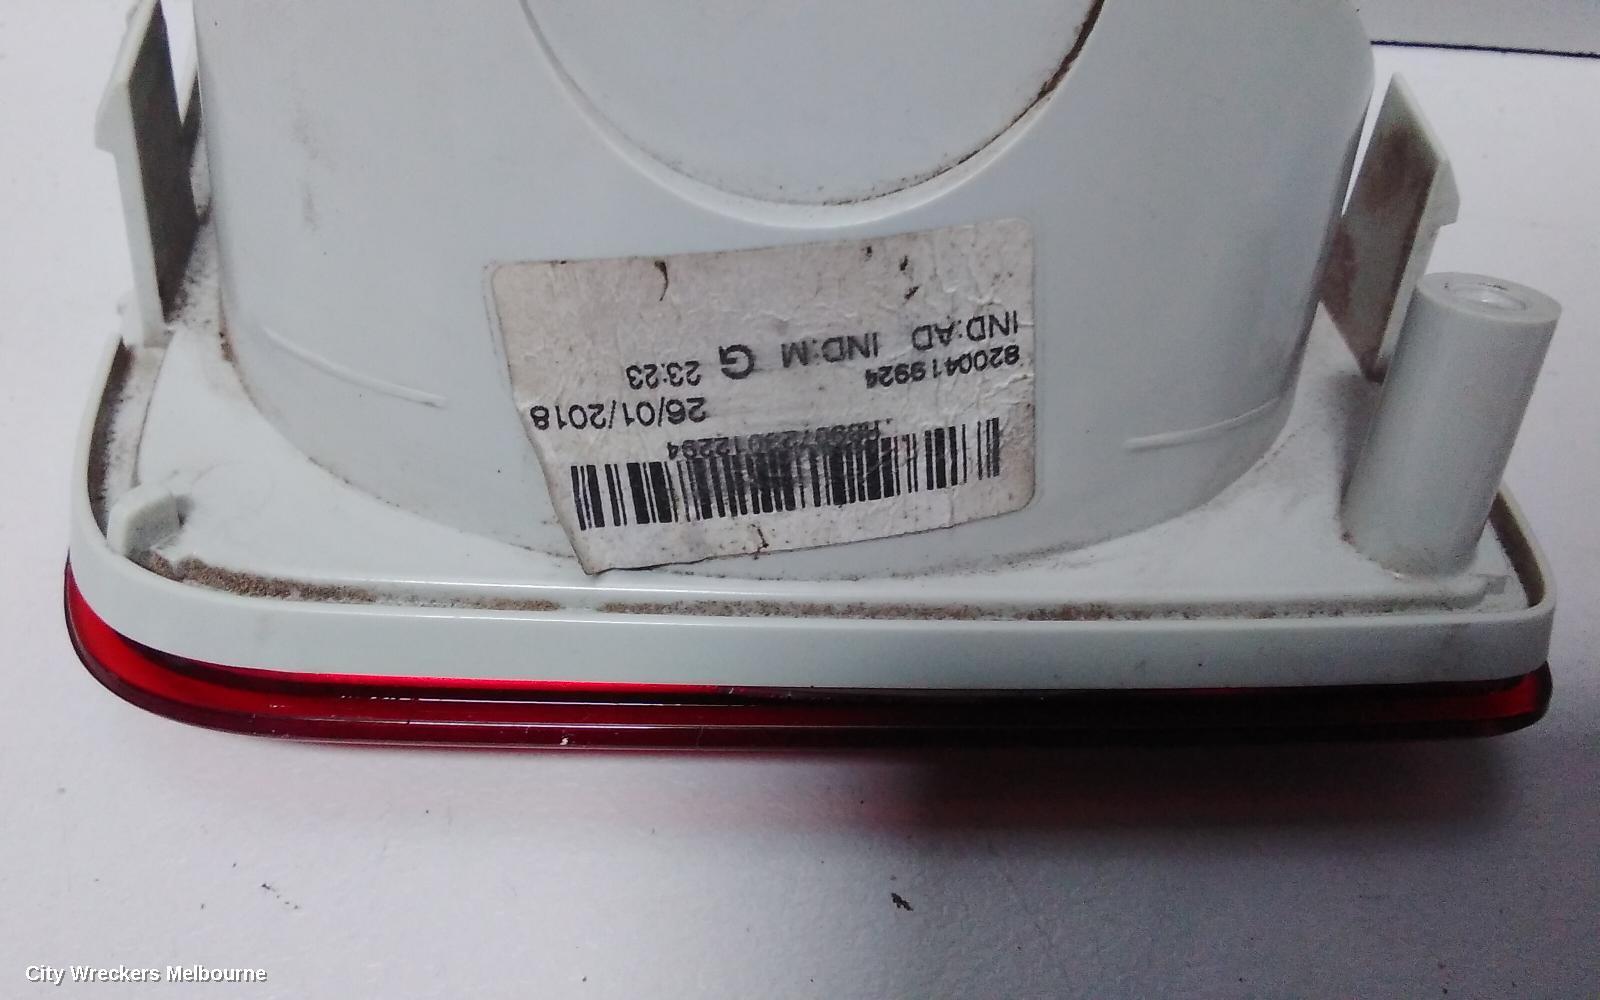 IND:AD IND:M G 23:23
8200419924
26/01/2018
City Wreckers Melbourne